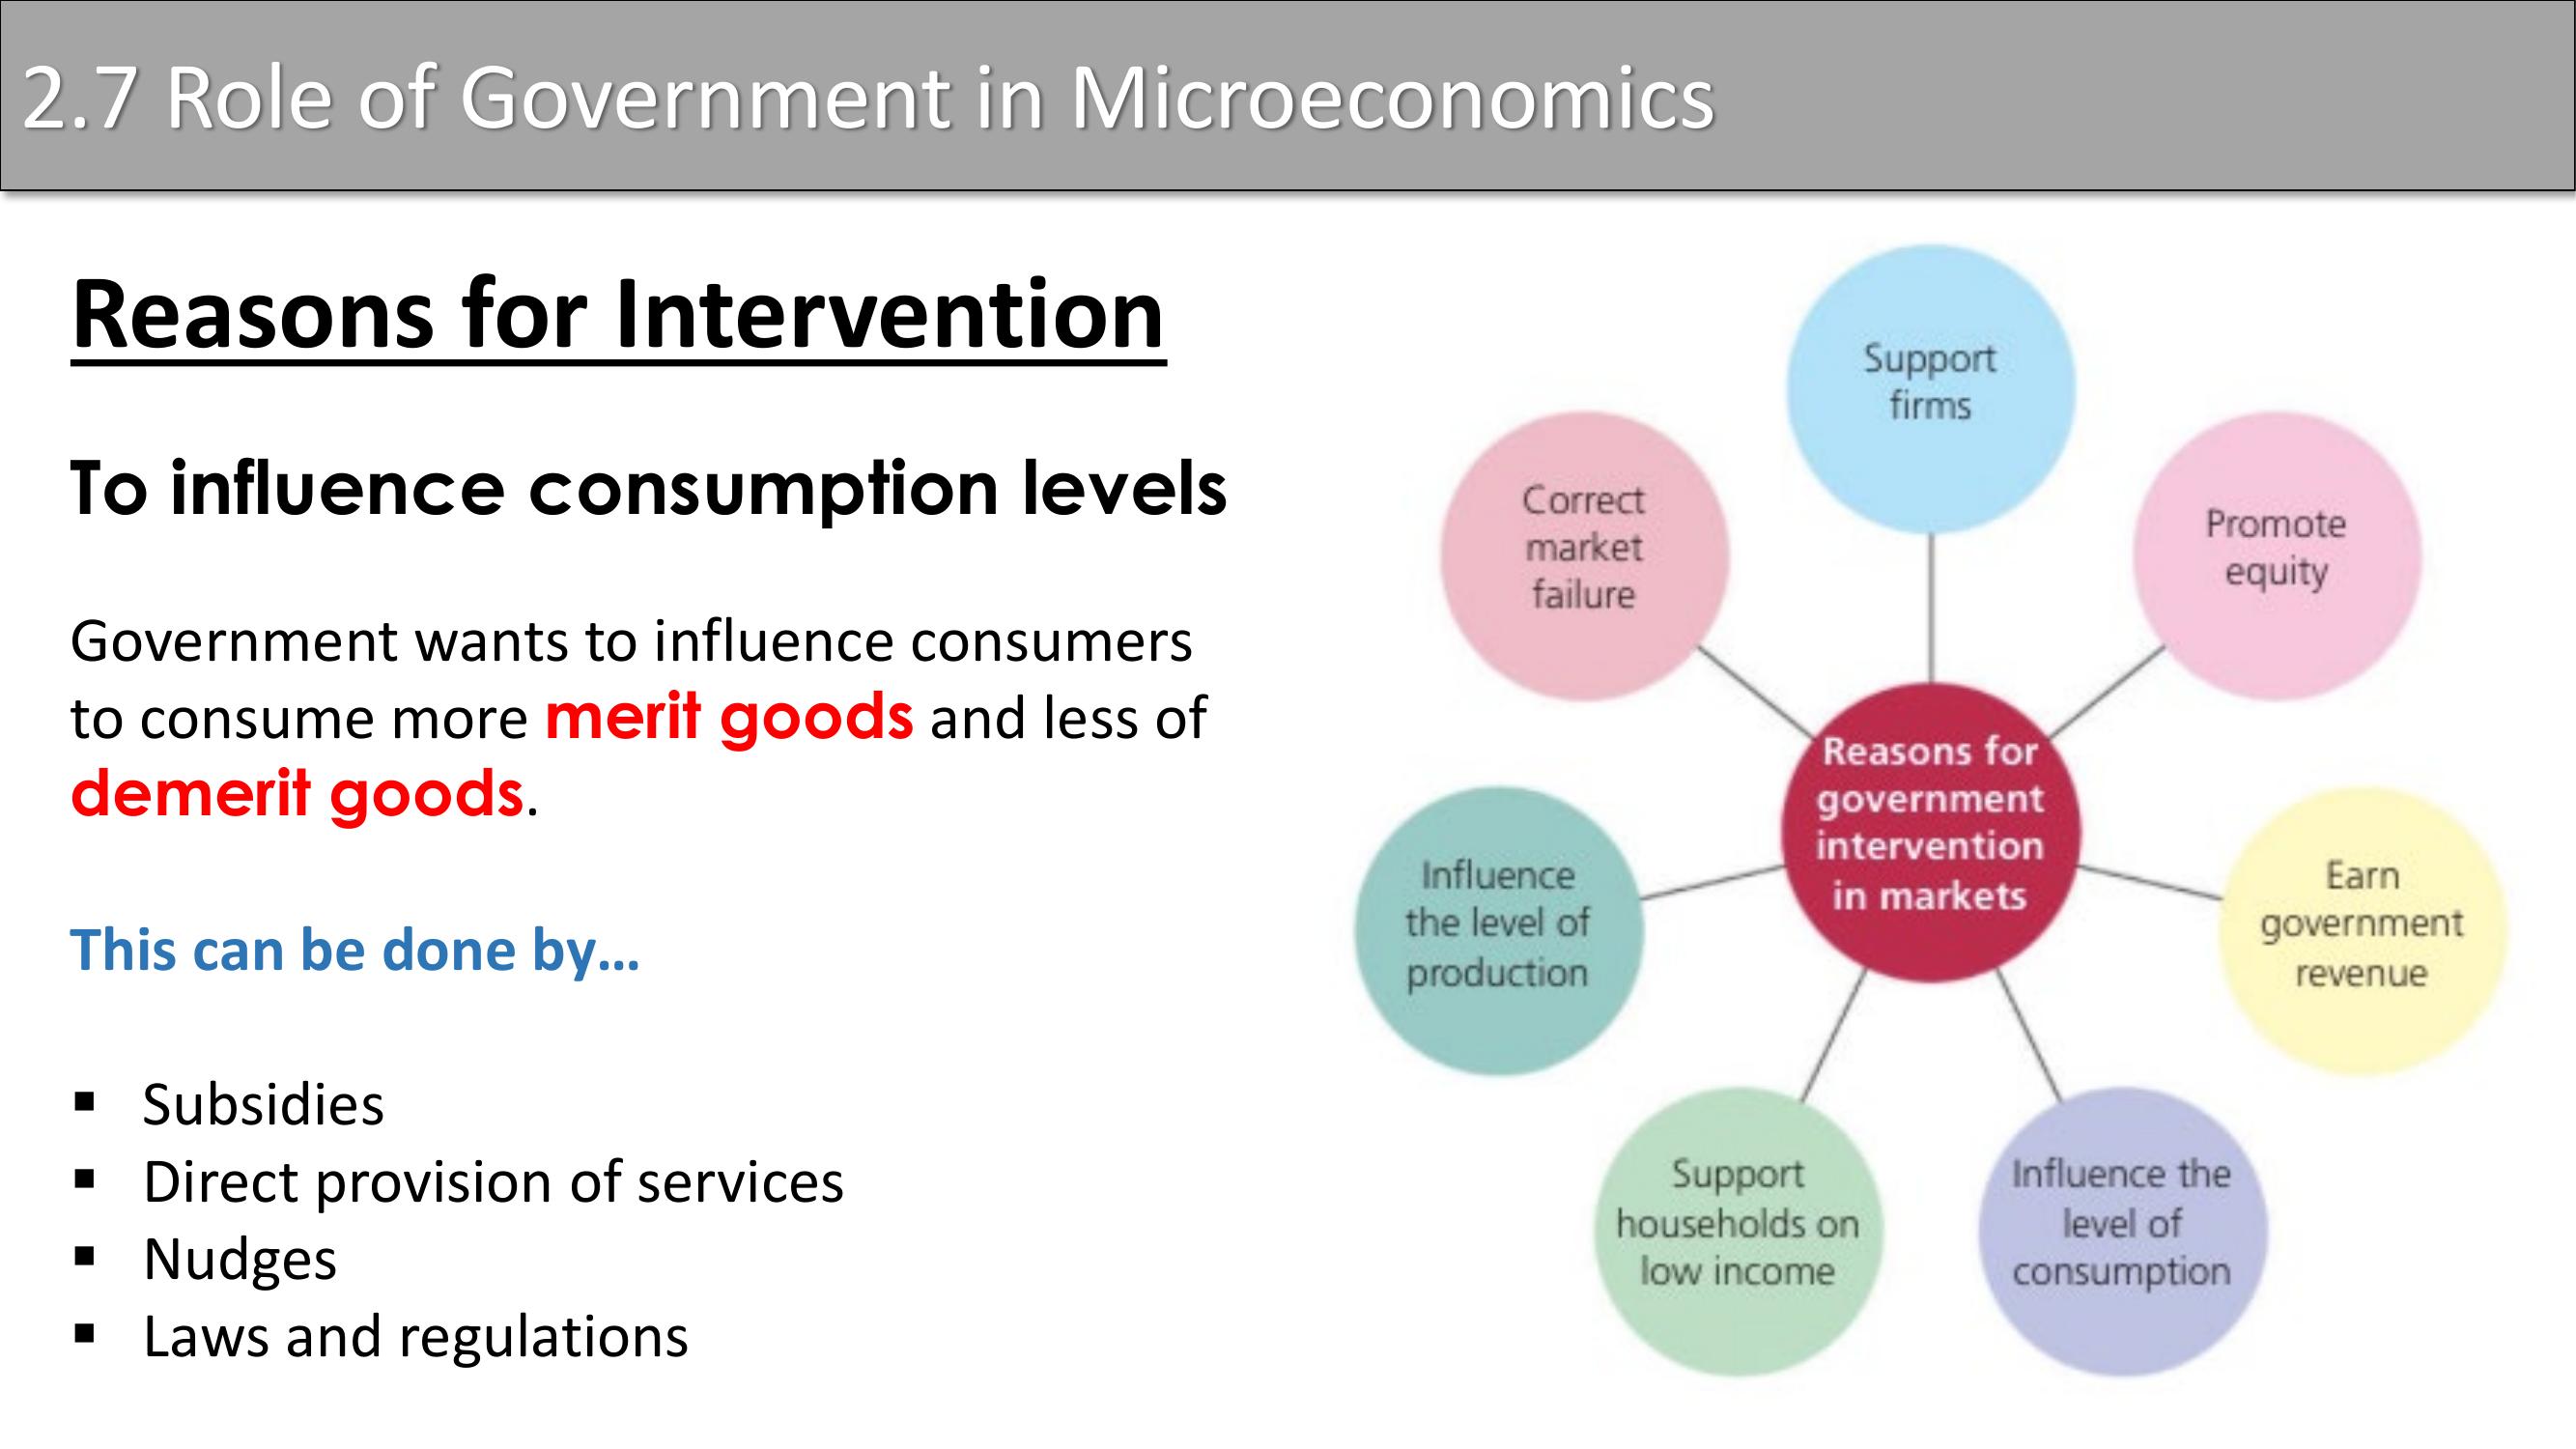 2.7 Role of Government in Microeconomics
Reasons for Intervention
To influence consumption levels
Government wants to influence consumers
to consume more merit goods and less of
demerit goods.
This can be done by...
▪ Subsidies
▪ Direct provision of services
▪ Nudges
▪ Laws and regulations
Support
firms
Correct
market
failure
Promote
equity
Reasons for
government
intervention
in markets
Influence
the level of
production
Earn
government
revenue
Support
households on
low income
Influence the
level of
consumption